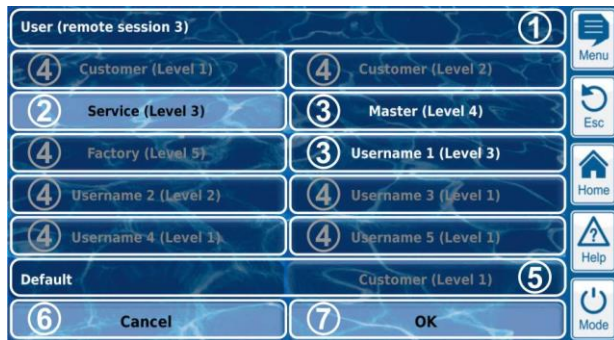 User (remote session 3) 1
Menu
4 Customer (Level 1) 4 Customer (Level 2)
2 Service (Level 3) 3 Master (Level 4)
Esc
4 Factory (Level 5) 3 Username 1 (Level 3)
4 Username 2 (Level 2) 4 Username 3 (Level 1)
Home
4 Username 4 (Level 1) 4 Username 5 (Level 1)
?
Help
Default Customer (Level 1) 5
6 Cancel 7 OK
Mode